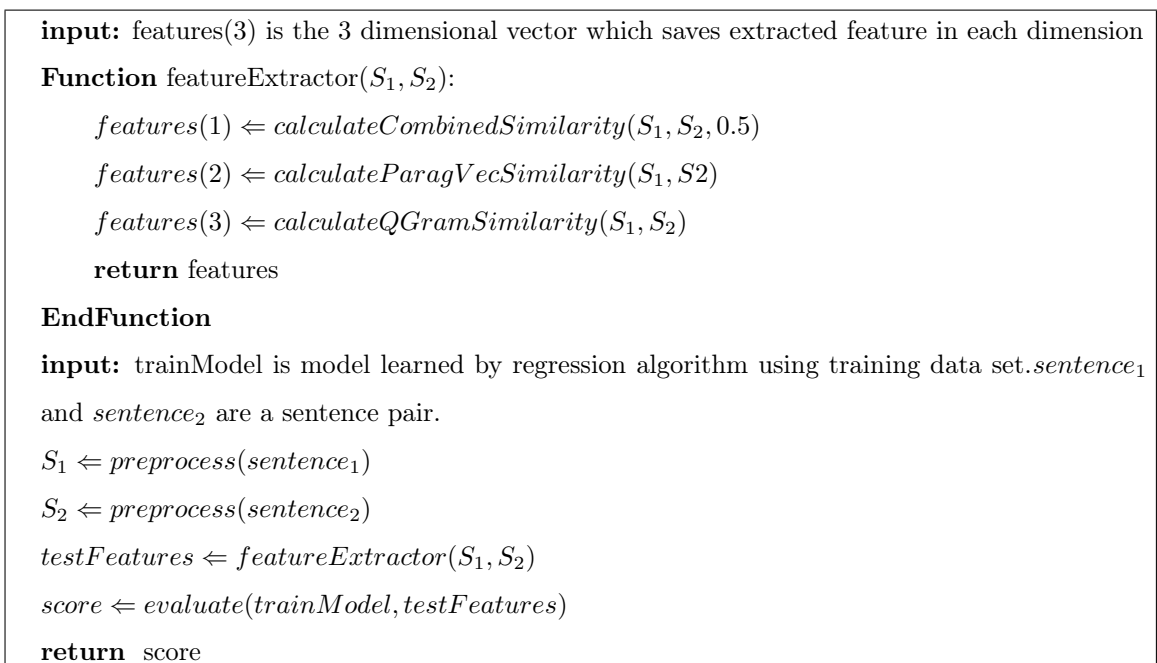 input: features(3) is the 3 dimensional vector which saves extracted feature in each dimension
Function featureExtractor(S₁, S₂):
features(1) ⇐ calculateCombinedSimilarity(S₁, S₂, 0.5)
features(2) ⇐ calculateParagVecSimilarity(S₁, S2)
features(3) ⇐ calculateQGramSimilarity(S₁, S₂)
return features
EndFunction
input: trainModel is model learned by regression algorithm using training data set.sentence₁
and sentence₂ are a sentence pair.
S₁ ⇐ preprocess(sentence₁)
S₂ ⇐ preprocess(sentence₂)
testFeatures ⇐ featureExtractor(S₁, S₂)
score ⇐ evaluate(trainModel, testFeatures)
return score